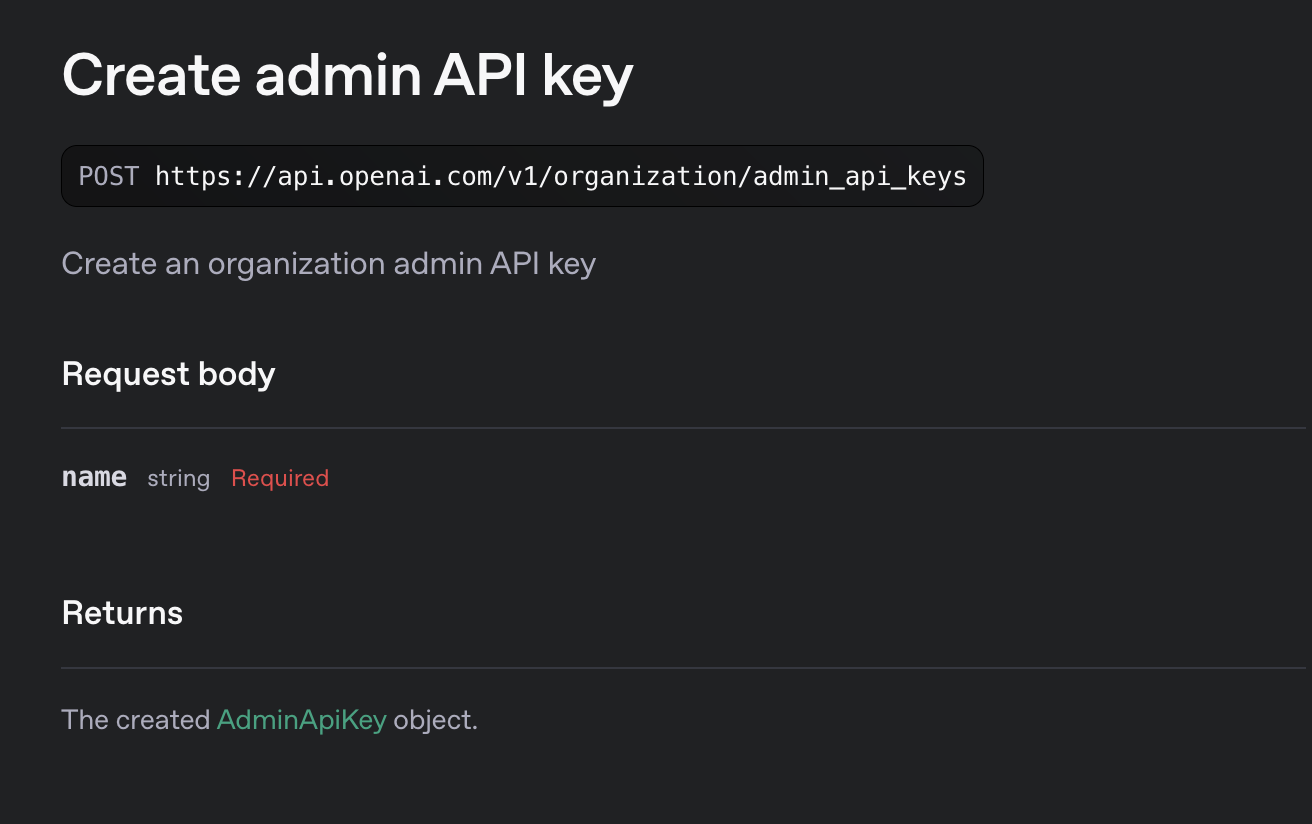 Create admin API key
POST https://api.openai.com/v1/organization/admin_api_keys
Create an organization admin API key
Request body
name string Required
Returns
The created AdminApiKey object.